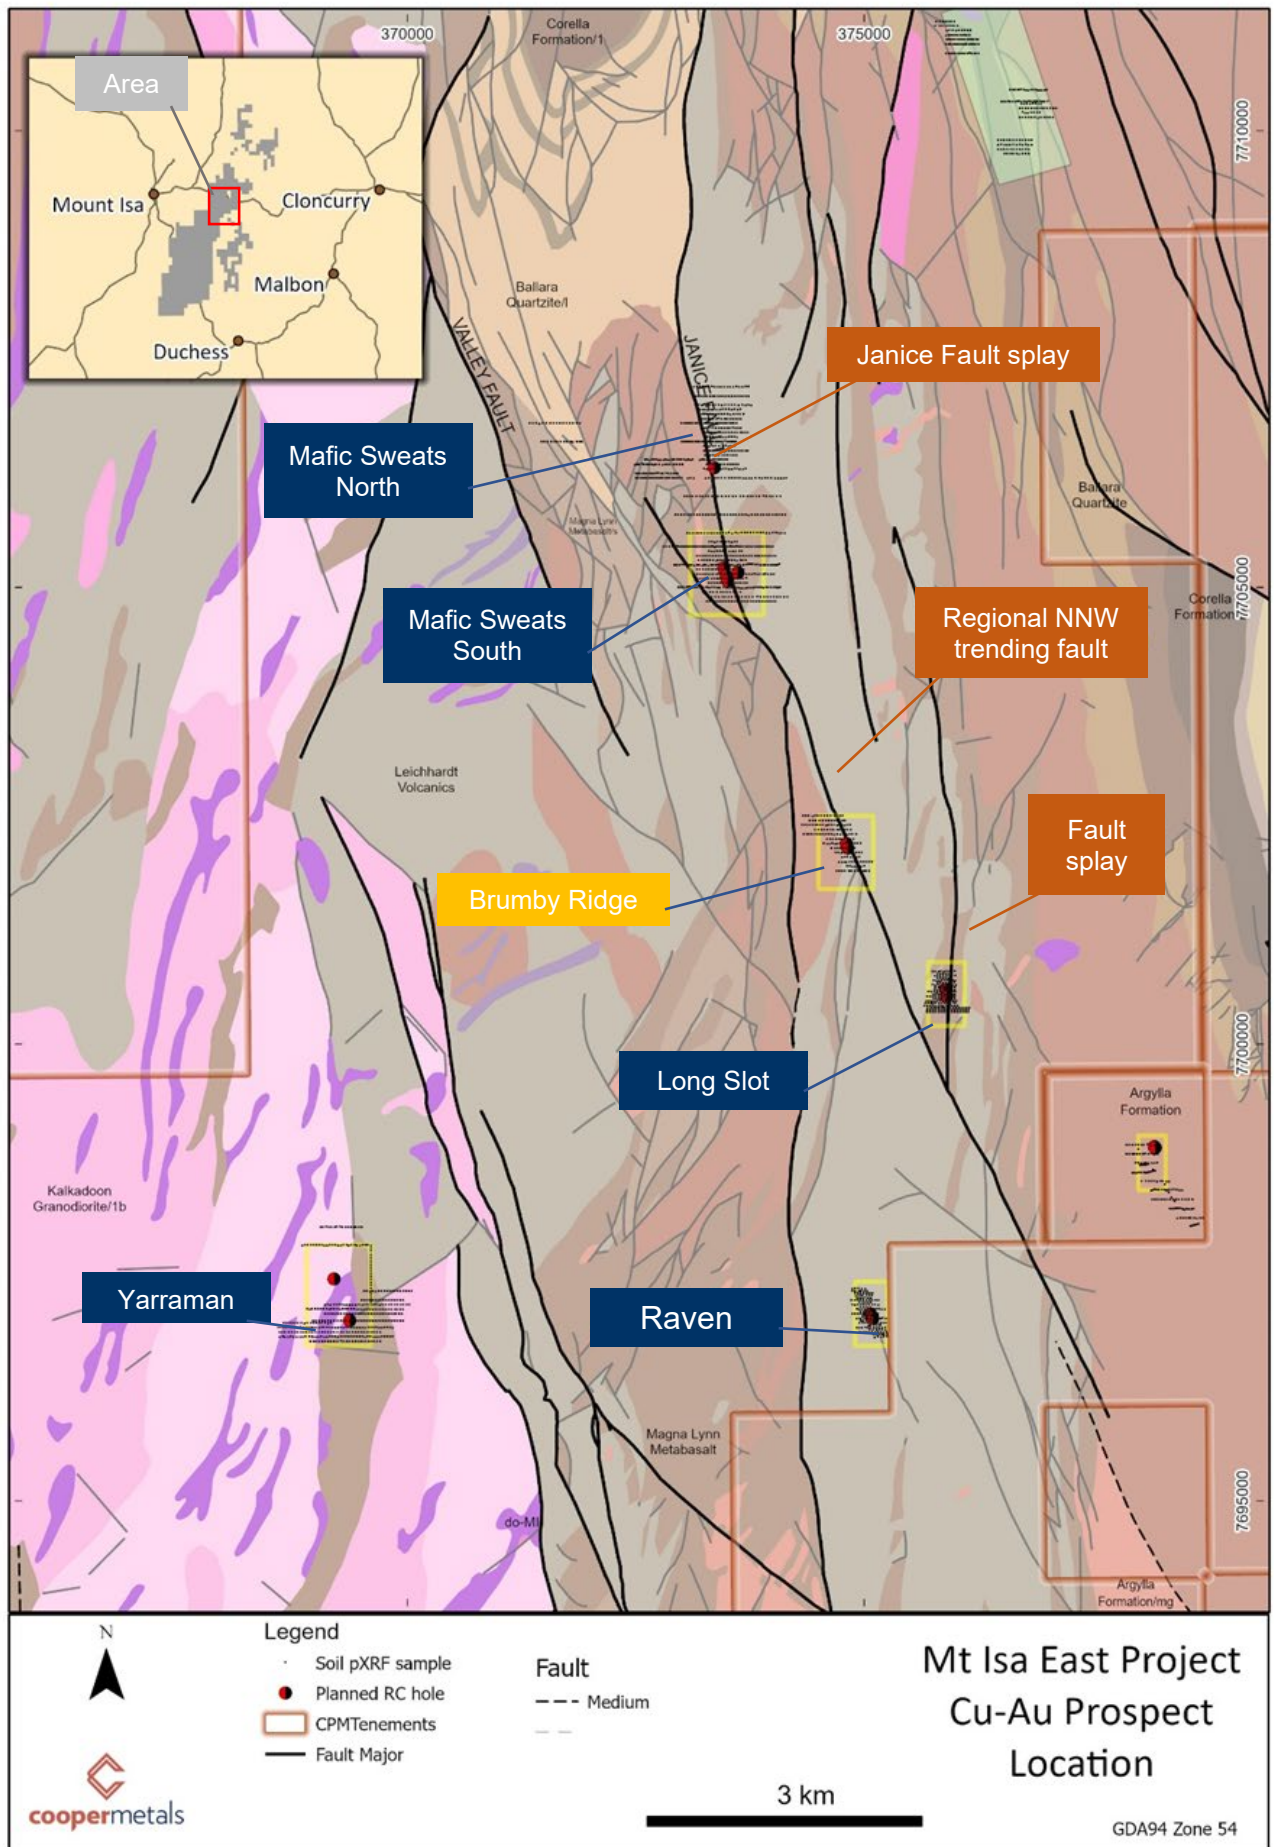 Corella
Formation/1
370000
375000
Area
Mount Isa
Cloncurry
Malbon
Duchess
7710000
Ballara
Quartzite/l
VALLEY FAULT
Janice Fault splay
Mafic Sweats
North
Ballara
Quartzite
Magna Lynn
Mafic Sweats
South
Regional NNW
trending fault
Corella
Formation
7705000
Leichhardt
Volcanics
Fault
splay
Brumby Ridge
Long Slot
7700000
Argylla
Formation
Kalkadoon
Granodiorite/1b
Yarraman
Raven
Magna Lynn
Metabasalt
7695000
do-MI
Argylla
Formation/mg
N
Legend
Soil pXRF sample
Planned RC hole
CPMTenements
Fault Major
Fault
Medium
Mt Isa East Project
Cu-Au Prospect
Location
3 km
coopermetals
GDA94 Zone 54